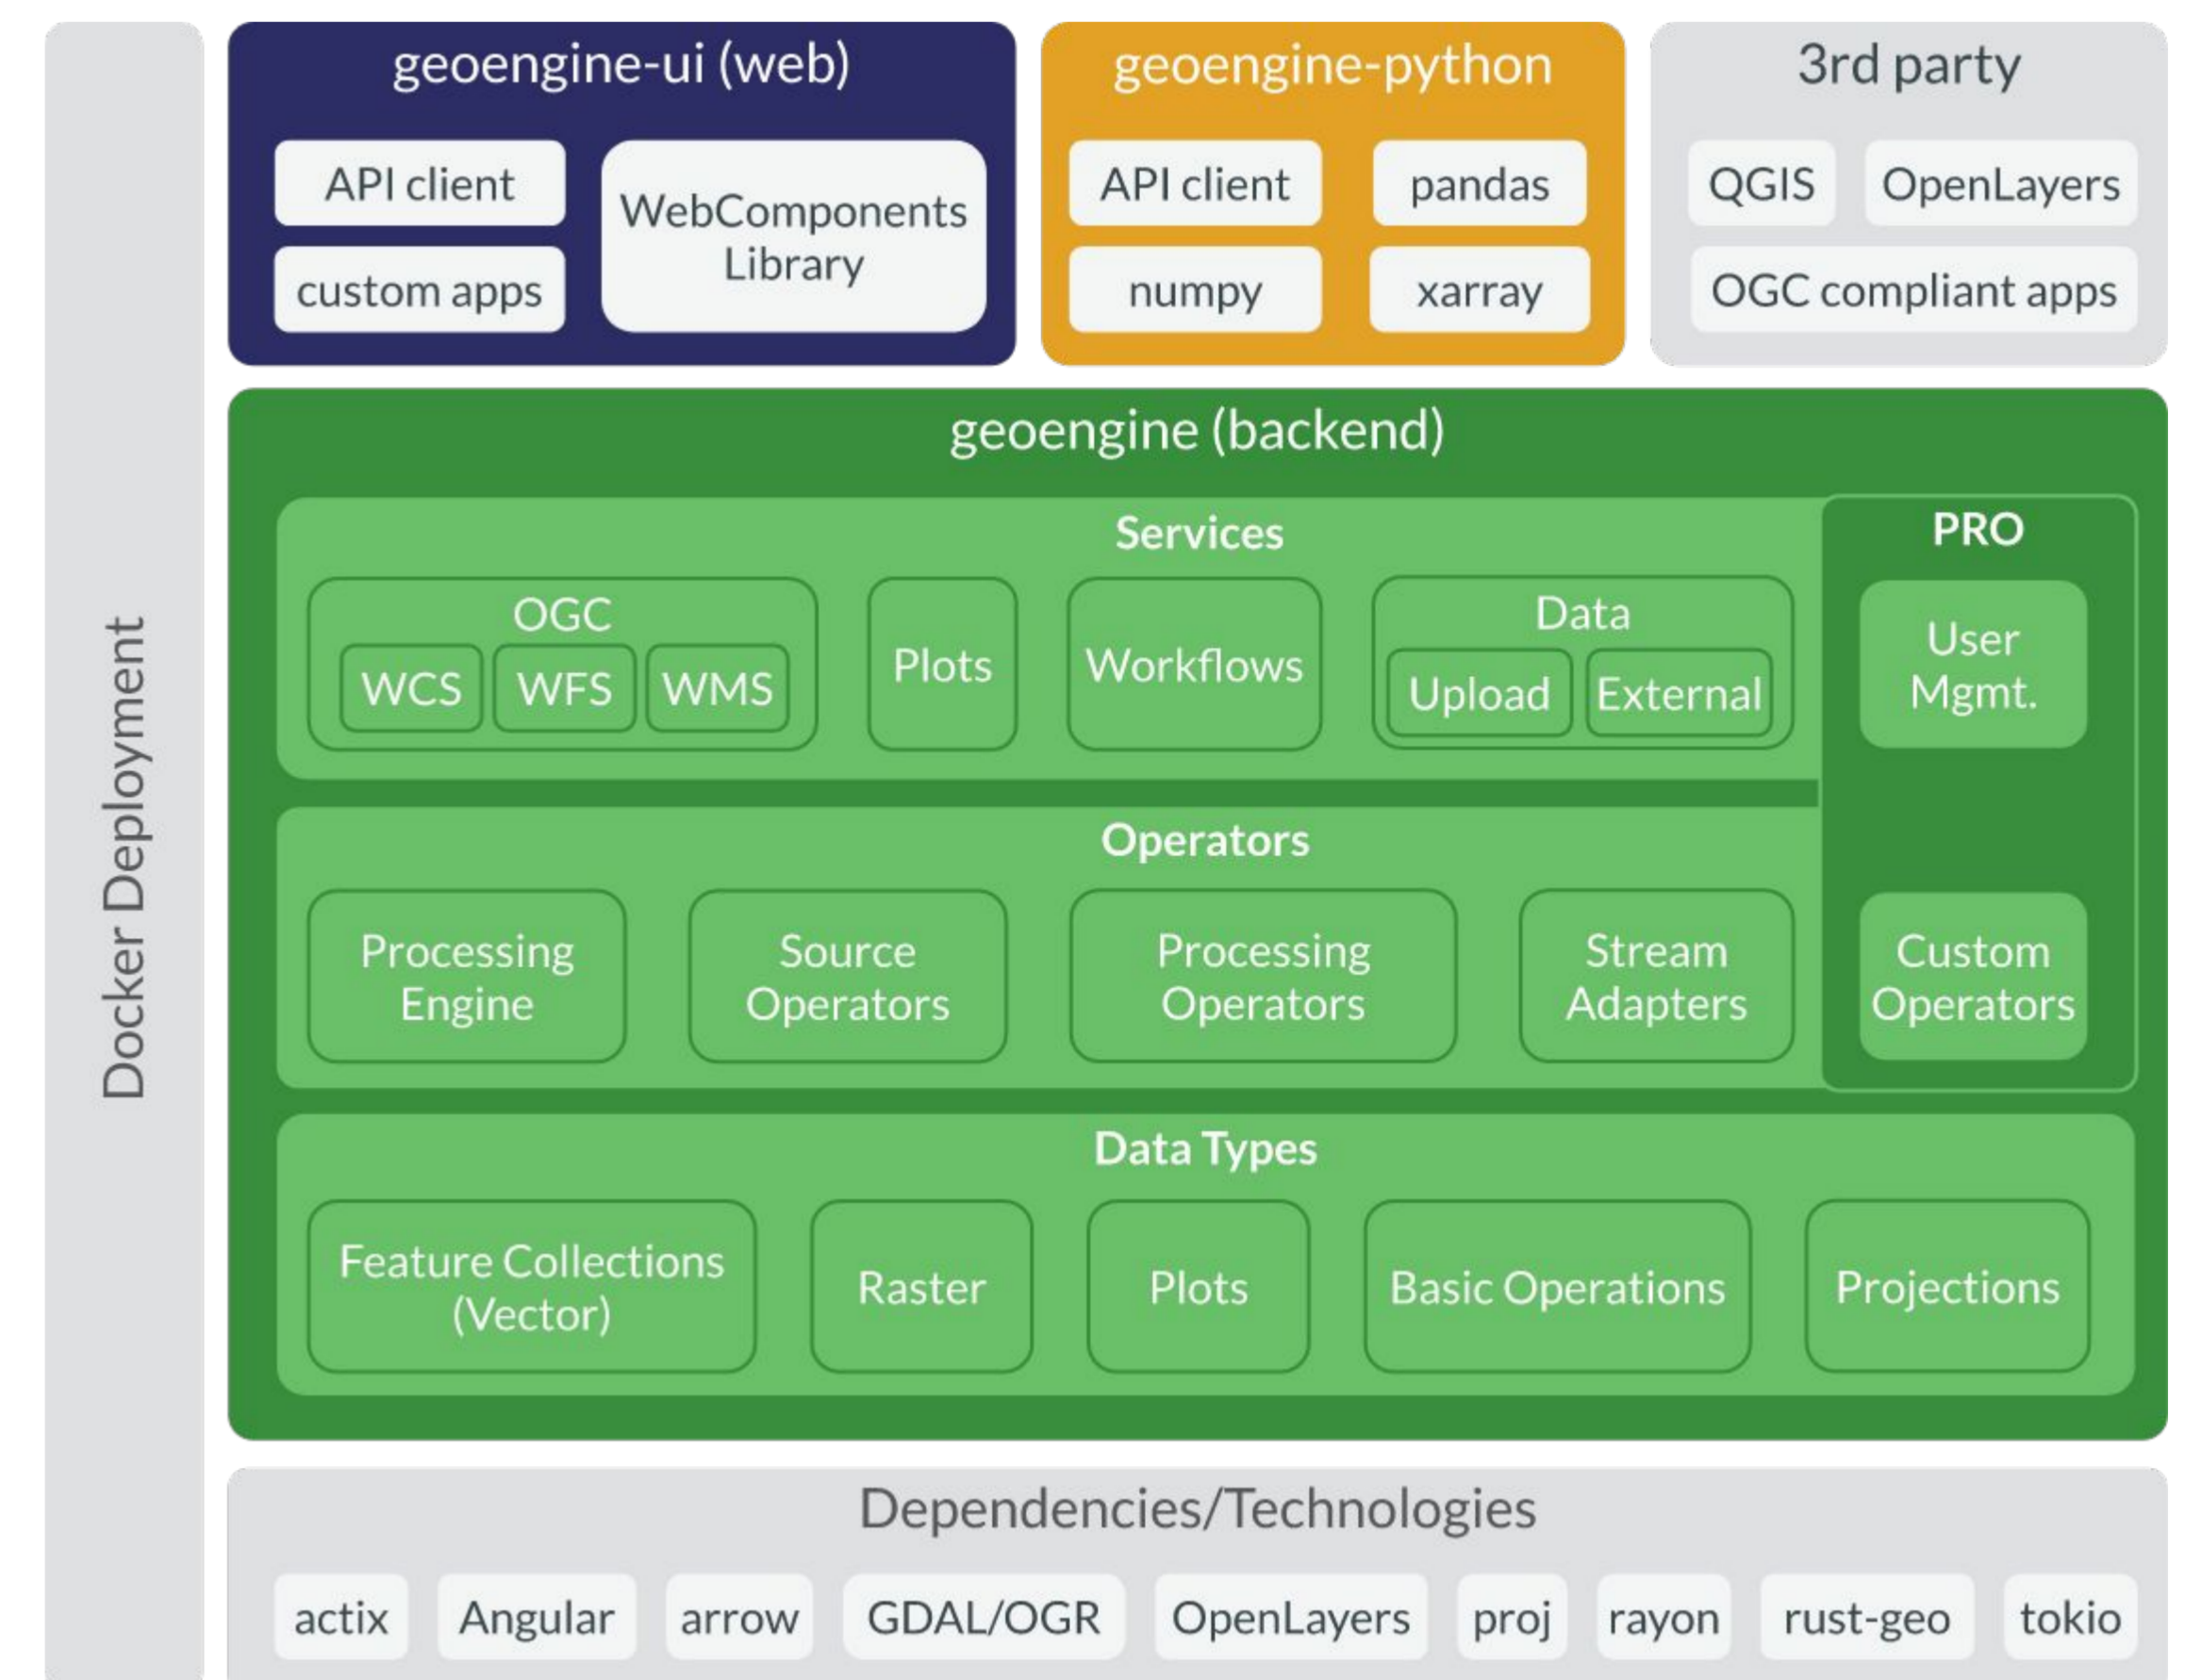 Docker Deployment
geoengine-ui (web)
API client
custom apps
WebComponents
Library
geoengine-python
API client
pandas
numpy
xarray
3rd party
QGIS
OpenLayers
OGC compliant apps
geoengine (backend)
Services
OGC
WCS
WFS
WMS
Plots
Workflows
Data
Upload
External
PRO
User
Mgmt.
Custom
Operators
Operators
Processing
Engine
Source
Operators
Processing
Operators
Stream
Adapters
Data Types
Feature Collections
(Vector)
Raster
Plots
Basic Operations
Projections
Dependencies/Technologies
actix
Angular
arrow
GDAL/OGR
OpenLayers
proj
rayon
rust-geo
tokio